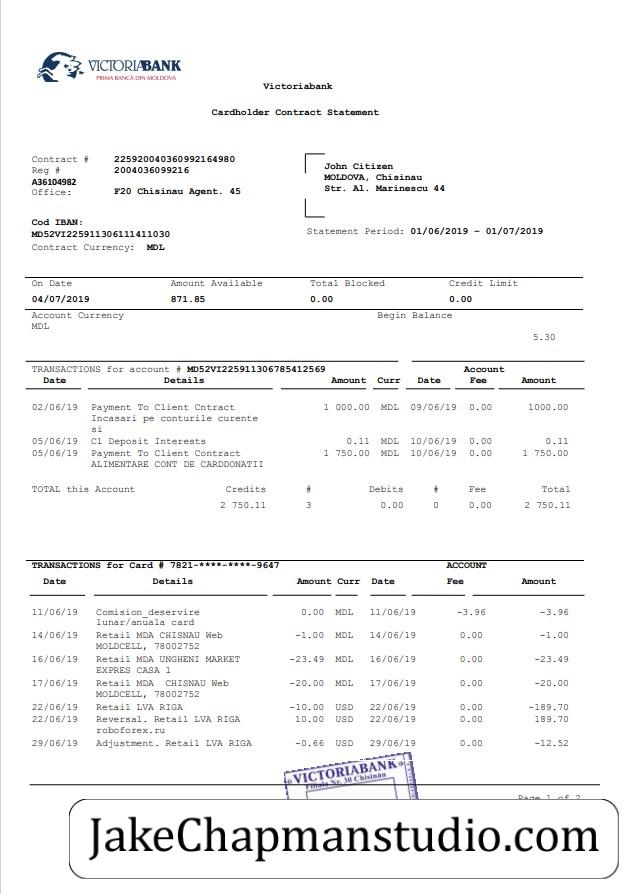 VICTORIABANK
PRIMA BANCĂ DIN MOLDOVA
Victoriabank
Cardholder Contract Statement
Contract # 225920040360992164980
Reg # 2004036099216
A36104982
Office: F20 Chisinau Agent. 45
John Citizen
MOLDOVA, Chisinau
Str. Al. Marinescu 44
Cod IBAN:
MD52VI225911306111411030
Contract Currency: MDL
Statement Period: 01/06/2019 – 01/07/2019
On Date Amount Available Total Blocked Credit Limit
04/07/2019 871.85 0.00 0.00
Account Currency Begin Balance
MDL
5.30
TRANSACTIONS for account # MD52VI225911306785412569 Account
Date Details Amount Curr Date Fee Amount
02/06/19 Payment To Client Cntract 1 000.00 MDL 09/06/19 0.00 1000.00
Incasari pe conturile curente
si
05/06/19 C1 Deposit Interests 0.11 MDL 10/06/19 0.00 0.11
05/06/19 Payment To Client Contract 1 750.00 MDL 10/06/19 0.00 1 750.00
ALIMENTARE CONT DE CARDDONATII
TOTAL this Account Credits # Debits # Fee Total
2 750.11 3 0.00 0 0.00 2 750.11
TRANSACTIONS for Card # 7821-****-****-9647 ACCOUNT
Date Details Amount Curr Date Fee Amount
11/06/19 Comision_deservire 0.00 MDL 11/06/19 -3.96 -3.96
lunar/anuala card
14/06/19 Retail MDA CHISNAU Web -1.00 MDL 14/06/19 0.00 -1.00
MOLDCELL, 78002752
16/06/19 Retail MDA UNGHENI MARKET -23.49 MDL 16/06/19 0.00 -23.49
EXPRES CASA 1
17/06/19 Retail MDA CHISNAU Web -20.00 MDL 17/06/19 0.00 -20.00
MOLDCELL, 78002752
22/06/19 Retail LVA RIGA -10.00 USD 22/06/19 0.00 -189.70
22/06/19 Reversal. Retail LVA RIGA 10.00 USD 22/06/19 0.00 189.70
roboforex.ru
29/06/19 Adjustment. Retail LVA RIGA -0.66 USD 29/06/19 0.00 -12.52
VICTORIABANK
Filiala Nr. 30 Chisinău
Page 1 of 2
JakeChapmanstudio.com